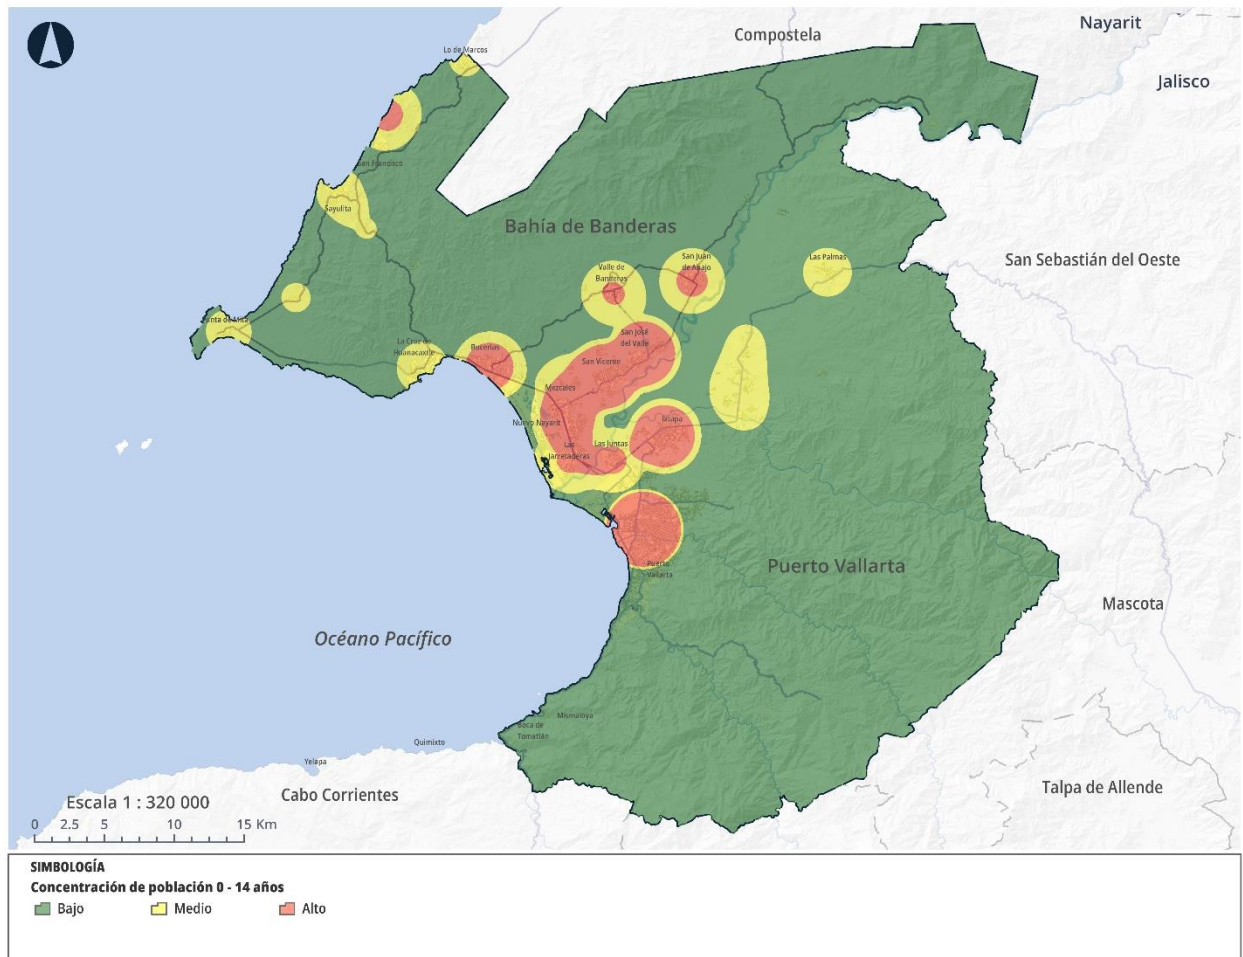 Nayarit
Compostela
Lo de Marcos
Jalisco
San Francisco
Sayulita
Bahía de Banderas
San Juan
de Abajo
Las Palmas
San Sebastián del Oeste
Valle de
Banderas
Punta de Mita
La Cruz de
Huanacaxtle
Bucerías
San José
del Valle
San Vicente
Mezcales
Nuevo Nayarit
Ixtapa
Las Juntas
Las
Jarretaderas
Puerto Vallarta
Puerto
Vallarta
Mascota
Océano Pacífico
Mismaloya
Boca de
Tomatlán
Quimixto
Yelapa
Cabo Corrientes
Talpa de Allende
Escala 1 : 320 000
0 2.5 5 10 15 Km
SIMBOLOGÍA
Concentración de población 0 - 14 años
Bajo Medio Alto